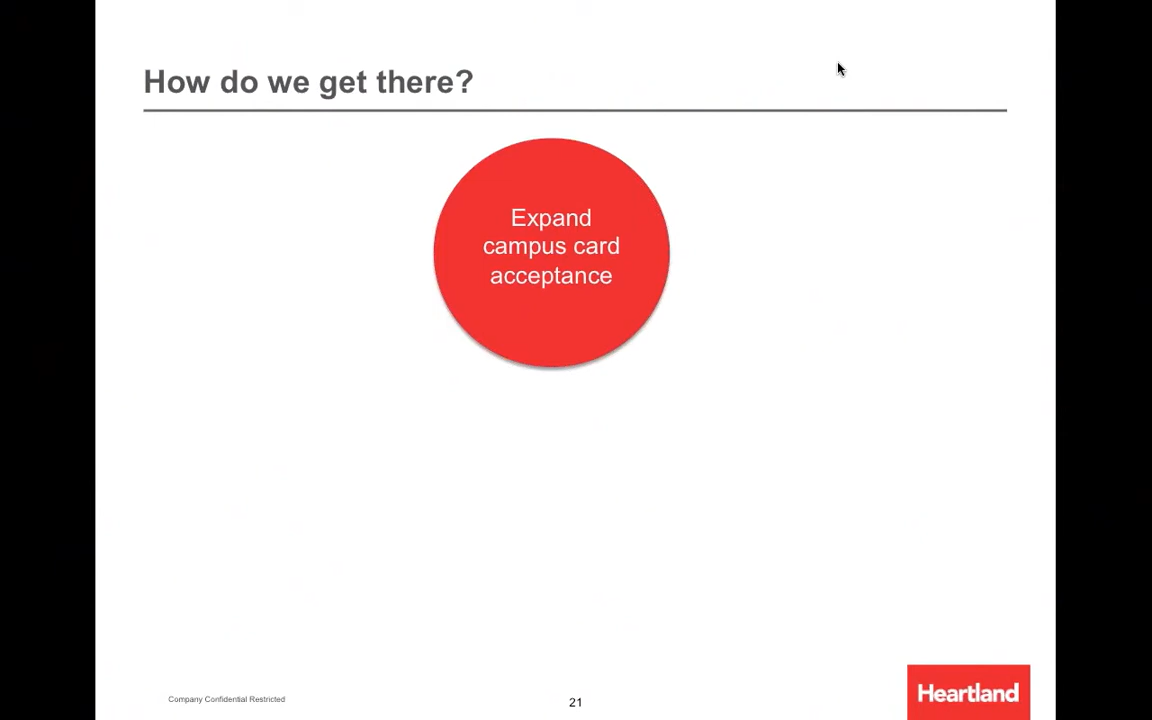 How do we get there?
Expand
campus card
acceptance
Company Confidential Restricted
21
Heartland